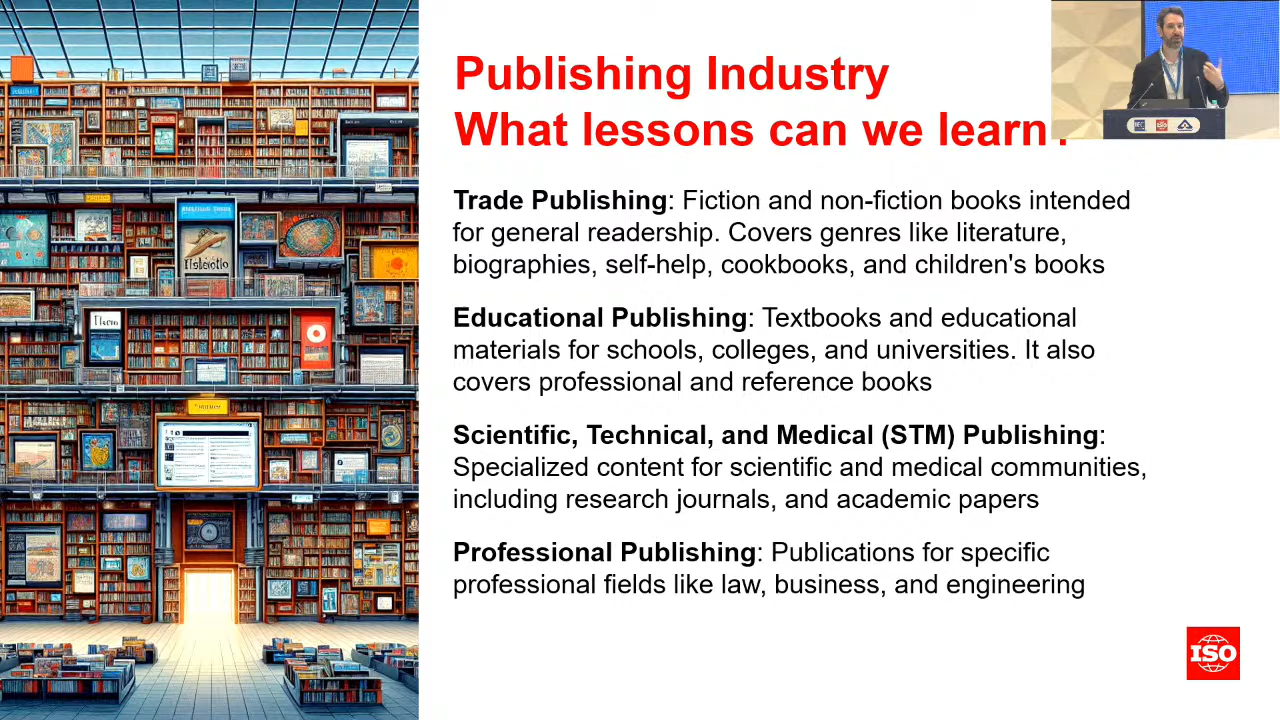 Publishing Industry
What lessons can we learn?
Trade Publishing: Fiction and non-fiction books intended
for general readership. Covers genres like literature,
biographies, self-help, cookbooks, and children's books
Educational Publishing: Textbooks and educational
materials for schools, colleges, and universities. It also
covers professional and reference books
Scientific, Technical, and Medical (STM) Publishing:
Specialized content for scientific and medical communities,
including research journals, and academic papers
Professional Publishing: Publications for specific
professional fields like law, business, and engineering
ISO